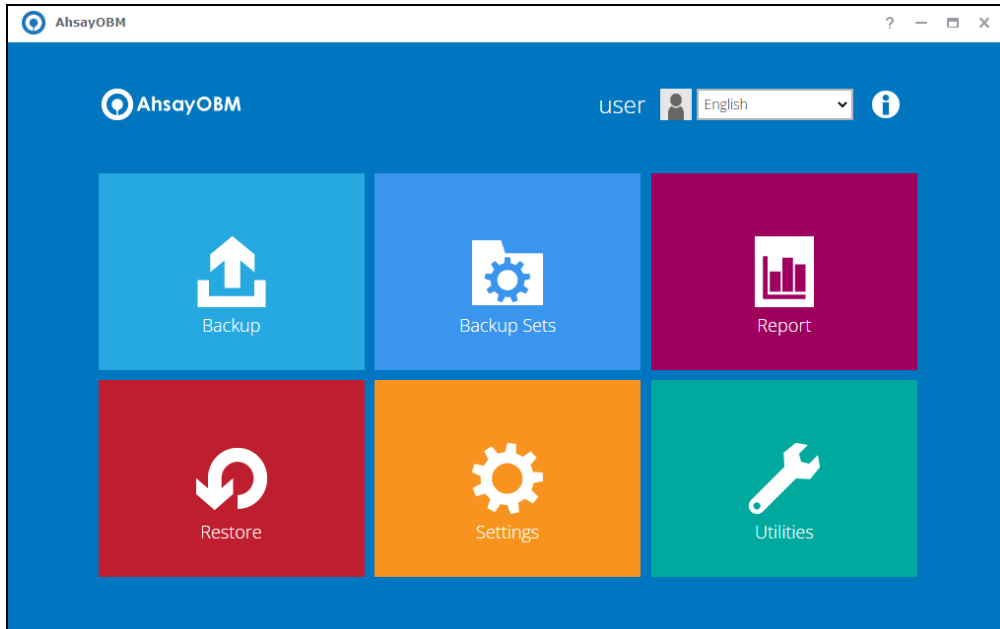 AhsayOBM
AhsayOBM
user English
Backup Backup Sets Report
Restore Settings Utilities